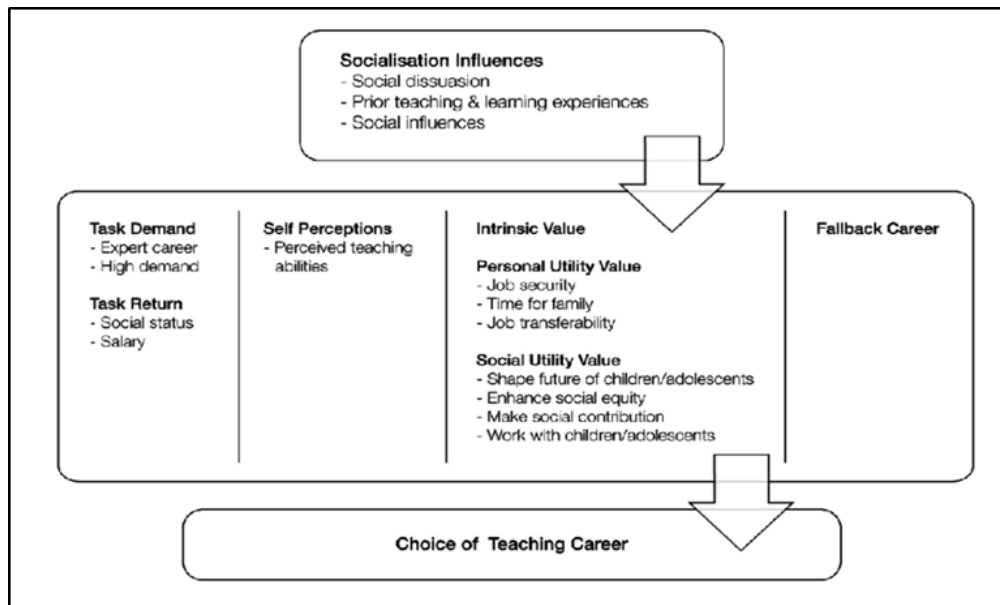 Socialisation Influences
- Social dissuasion
- Prior teaching & learning experiences
- Social influences
Task Demand
- Expert career
- High demand
Task Return
- Social status
- Salary
Self Perceptions
- Perceived teaching
abilities
Intrinsic Value
Personal Utility Value
- Job security
- Time for family
- Job transferability
Social Utility Value
- Shape future of children/adolescents
- Enhance social equity
- Make social contribution
- Work with children/adolescents
Fallback Career
Choice of Teaching Career